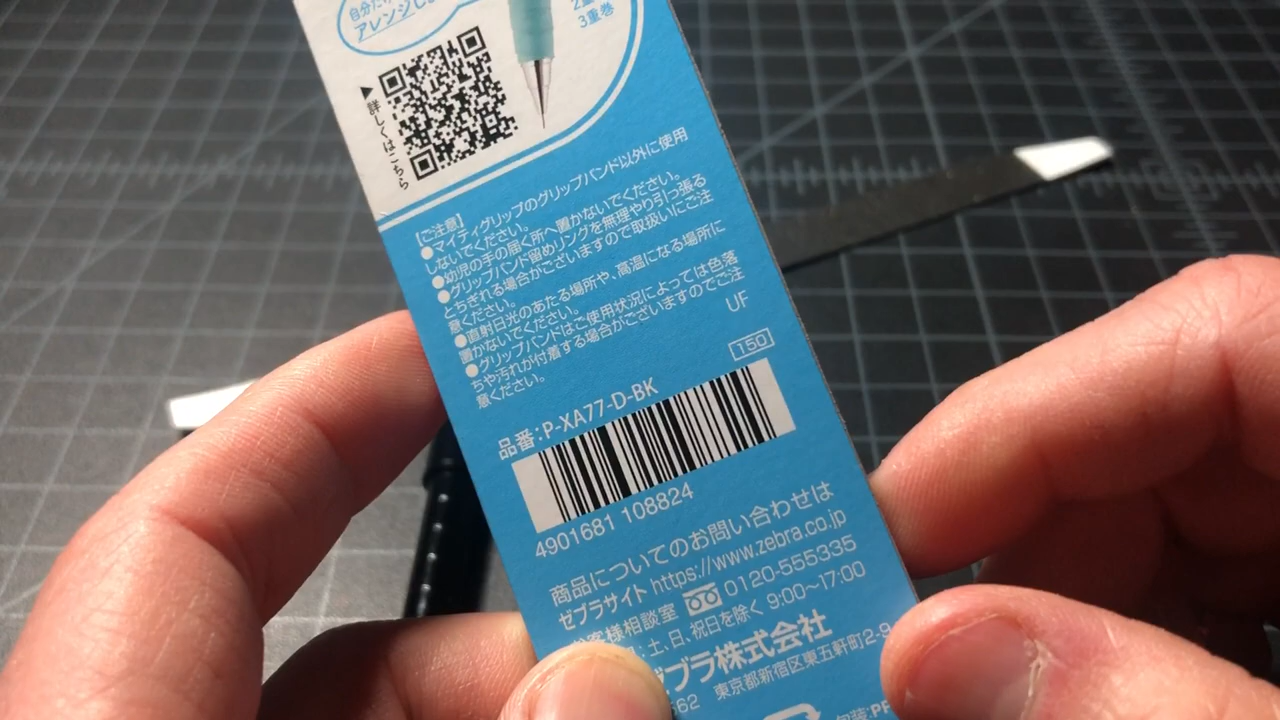 自分だけ
アレンジしよ
2重
3重巻
▶詳しくはこちら
【ご注意】
●マイティグリップのグリップバンド以外に使用
しないでください。
●幼児の手の届く所へ置かないでください。
●グリップバンド留めリングを無理やり引っ張る
とちぎれる場合がございますので取扱いにご注
意ください。
●直射日光のあたる場所や、高温になる場所に
置かないでください。
●グリップバンドはご使用状況によっては色落
ちや汚れが付着する場合がございますのでご注
意ください。
UF
150
品番:P-XA77-D-BK
4901681 108824
商品についてのお問い合わせは
ゼブラサイト https://www.zebra.co.jp
客様相談室 0120-555335
土、日、祝日を除く 9:00〜17:00
ゼブラ株式会社
62 東京都新宿区東五軒町2-9
包装:PP